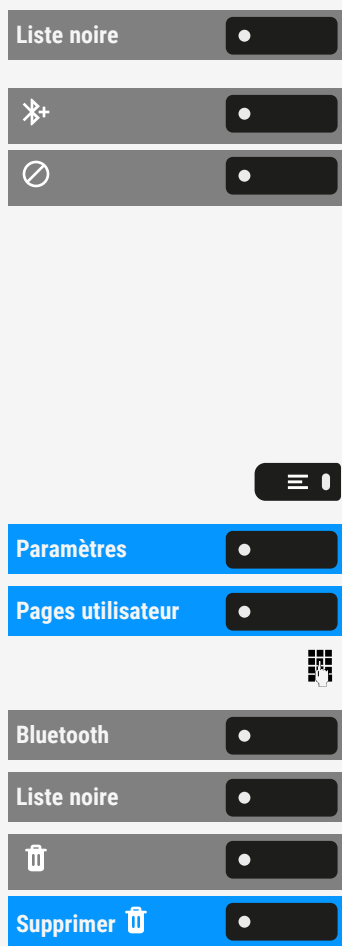 Liste noire
Paramètres
Pages utilisateur
Bluetooth
Liste noire
Supprimer